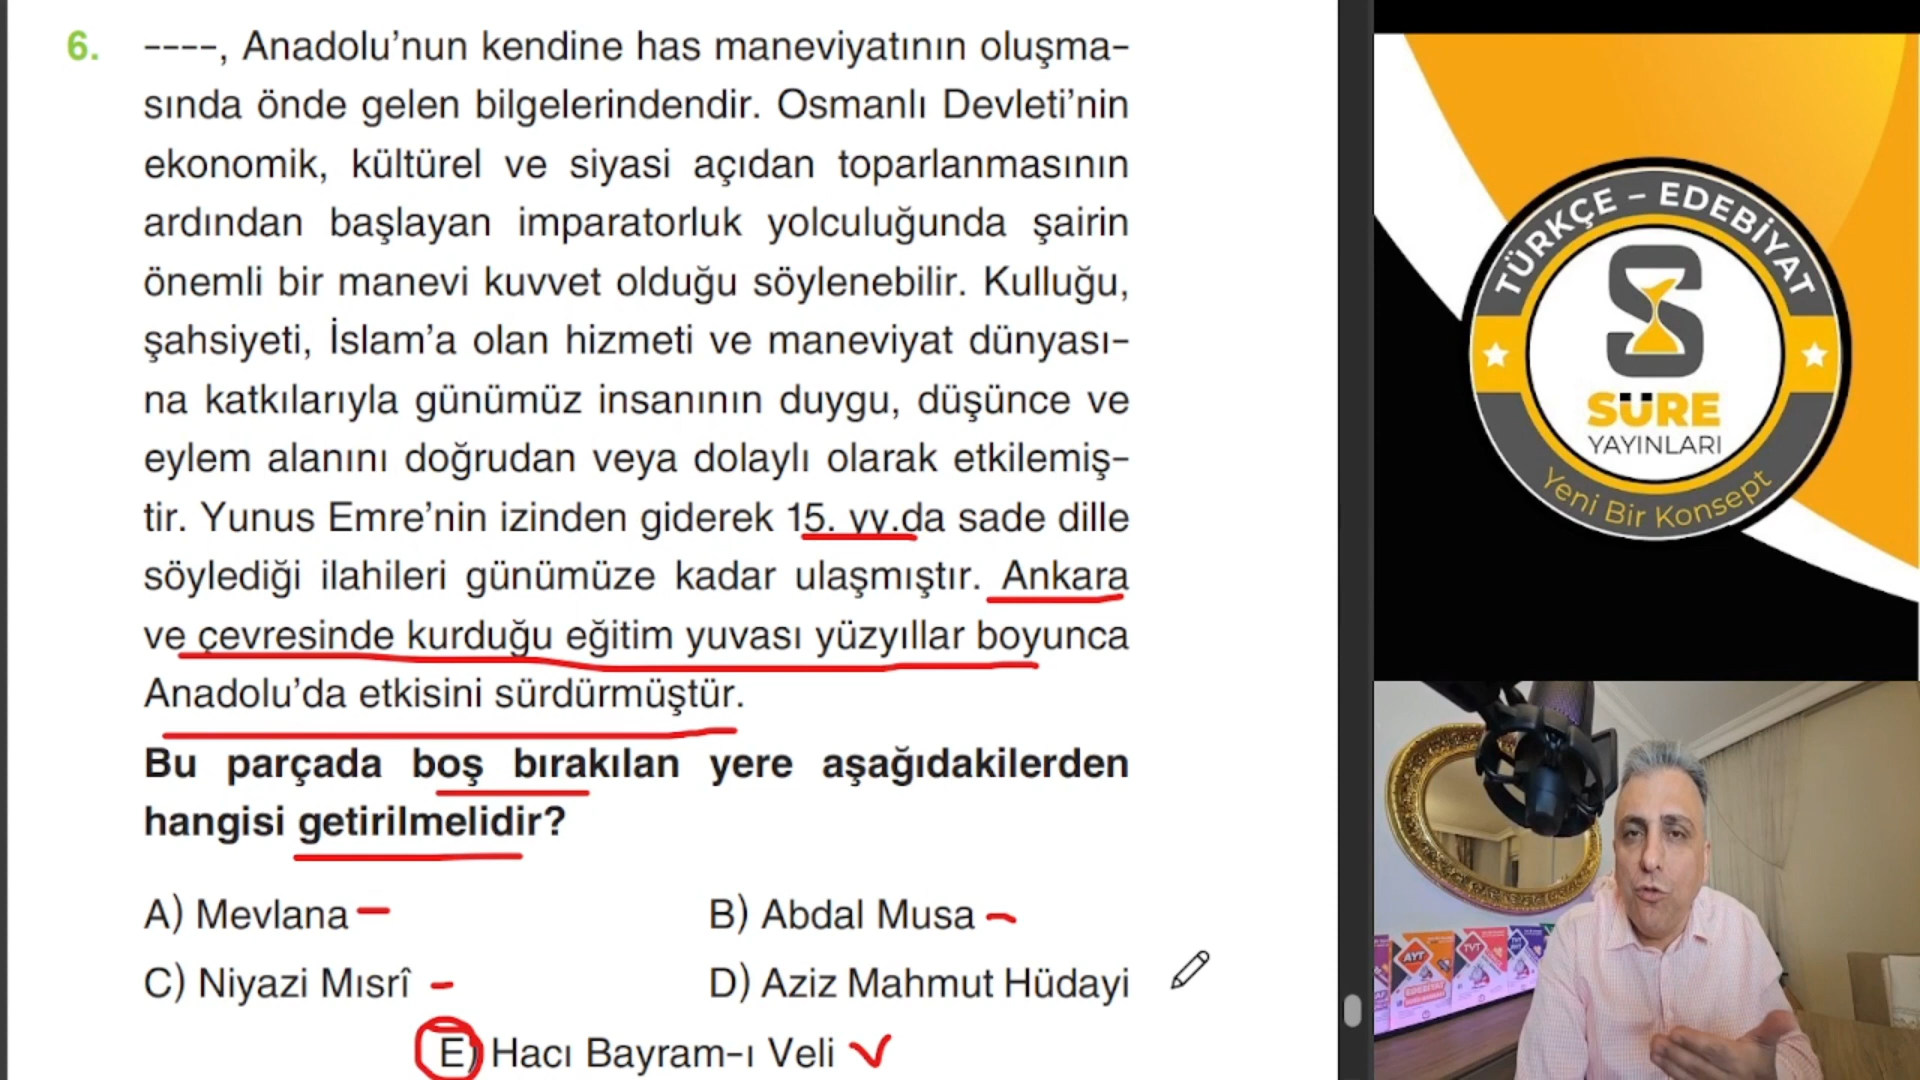 6. ----, Anadolu'nun kendine has maneviyatının oluşma-
sında önde gelen bilgelerindendir. Osmanlı Devleti'nin
ekonomik, kültürel ve siyasi açıdan toparlanmasının
ardından başlayan imparatorluk yolculuğunda şairin
önemli bir manevi kuvvet olduğu söylenebilir. Kulluğu,
şahsiyeti, İslam'a olan hizmeti ve maneviyat dünyası-
na katkılarıyla günümüz insanının duygu, düşünce ve
eylem alanını doğrudan veya dolaylı olarak etkilemiş-
tir. Yunus Emre'nin izinden giderek 15. yy.da sade dille
söylediği ilahileri günümüze kadar ulaşmıştır. Ankara
ve çevresinde kurduğu eğitim yuvası yüzyıllar boyunca
Anadolu'da etkisini sürdürmüştür.
Bu parçada boş bırakılan yere aşağıdakilerden
hangisi getirilmelidir?
A) Mevlana
B) Abdal Musa
C) Niyazi Mısrî
D) Aziz Mahmut Hüdayi
E) Hacı Bayram-ı Veli
TÜRKÇE – EDEBİYAT
SÜRE
YAYINLARI
Yeni Bir Konsept
AYT
TYT